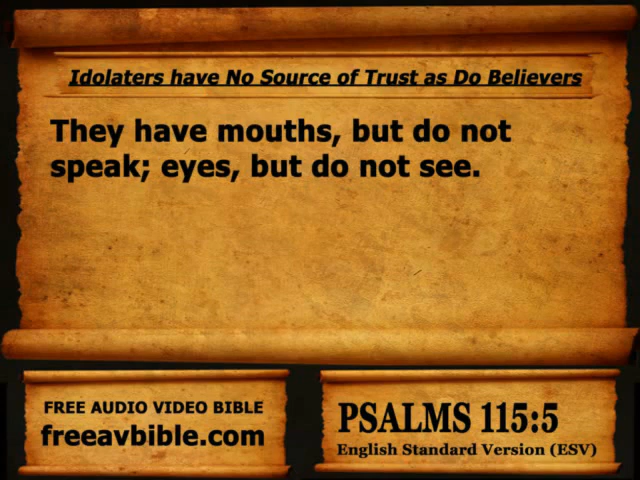 Idolaters have No Source of Trust as Do Believers
They have mouths, but do not
speak; eyes, but do not see.
FREE AUDIO VIDEO BIBLE
freeavbible.com
PSALMS 115:5
English Standard Version (ESV)